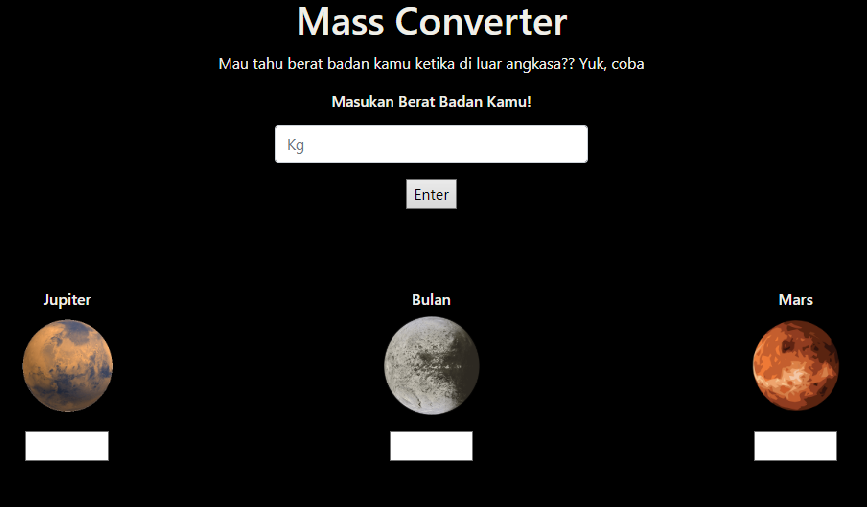 Mass Converter
Mau tahu berat badan kamu ketika di luar angkasa?? Yuk, coba
Masukan Berat Badan Kamu!
Kg
Enter
Jupiter
Bulan
Mars